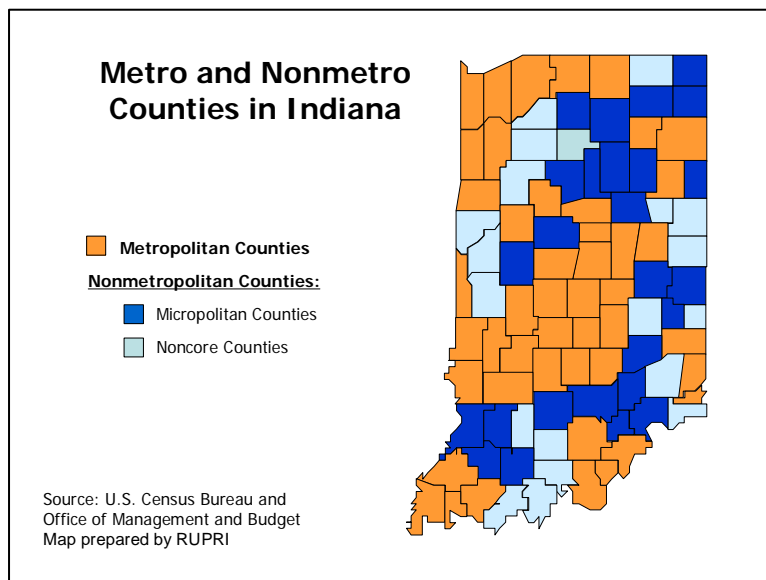 Metro and Nonmetro
Counties in Indiana
Metropolitan Counties
Nonmetropolitan Counties:
Micropolitan Counties
Noncore Counties
Source: U.S. Census Bureau and
Office of Management and Budget
Map prepared by RUPRI